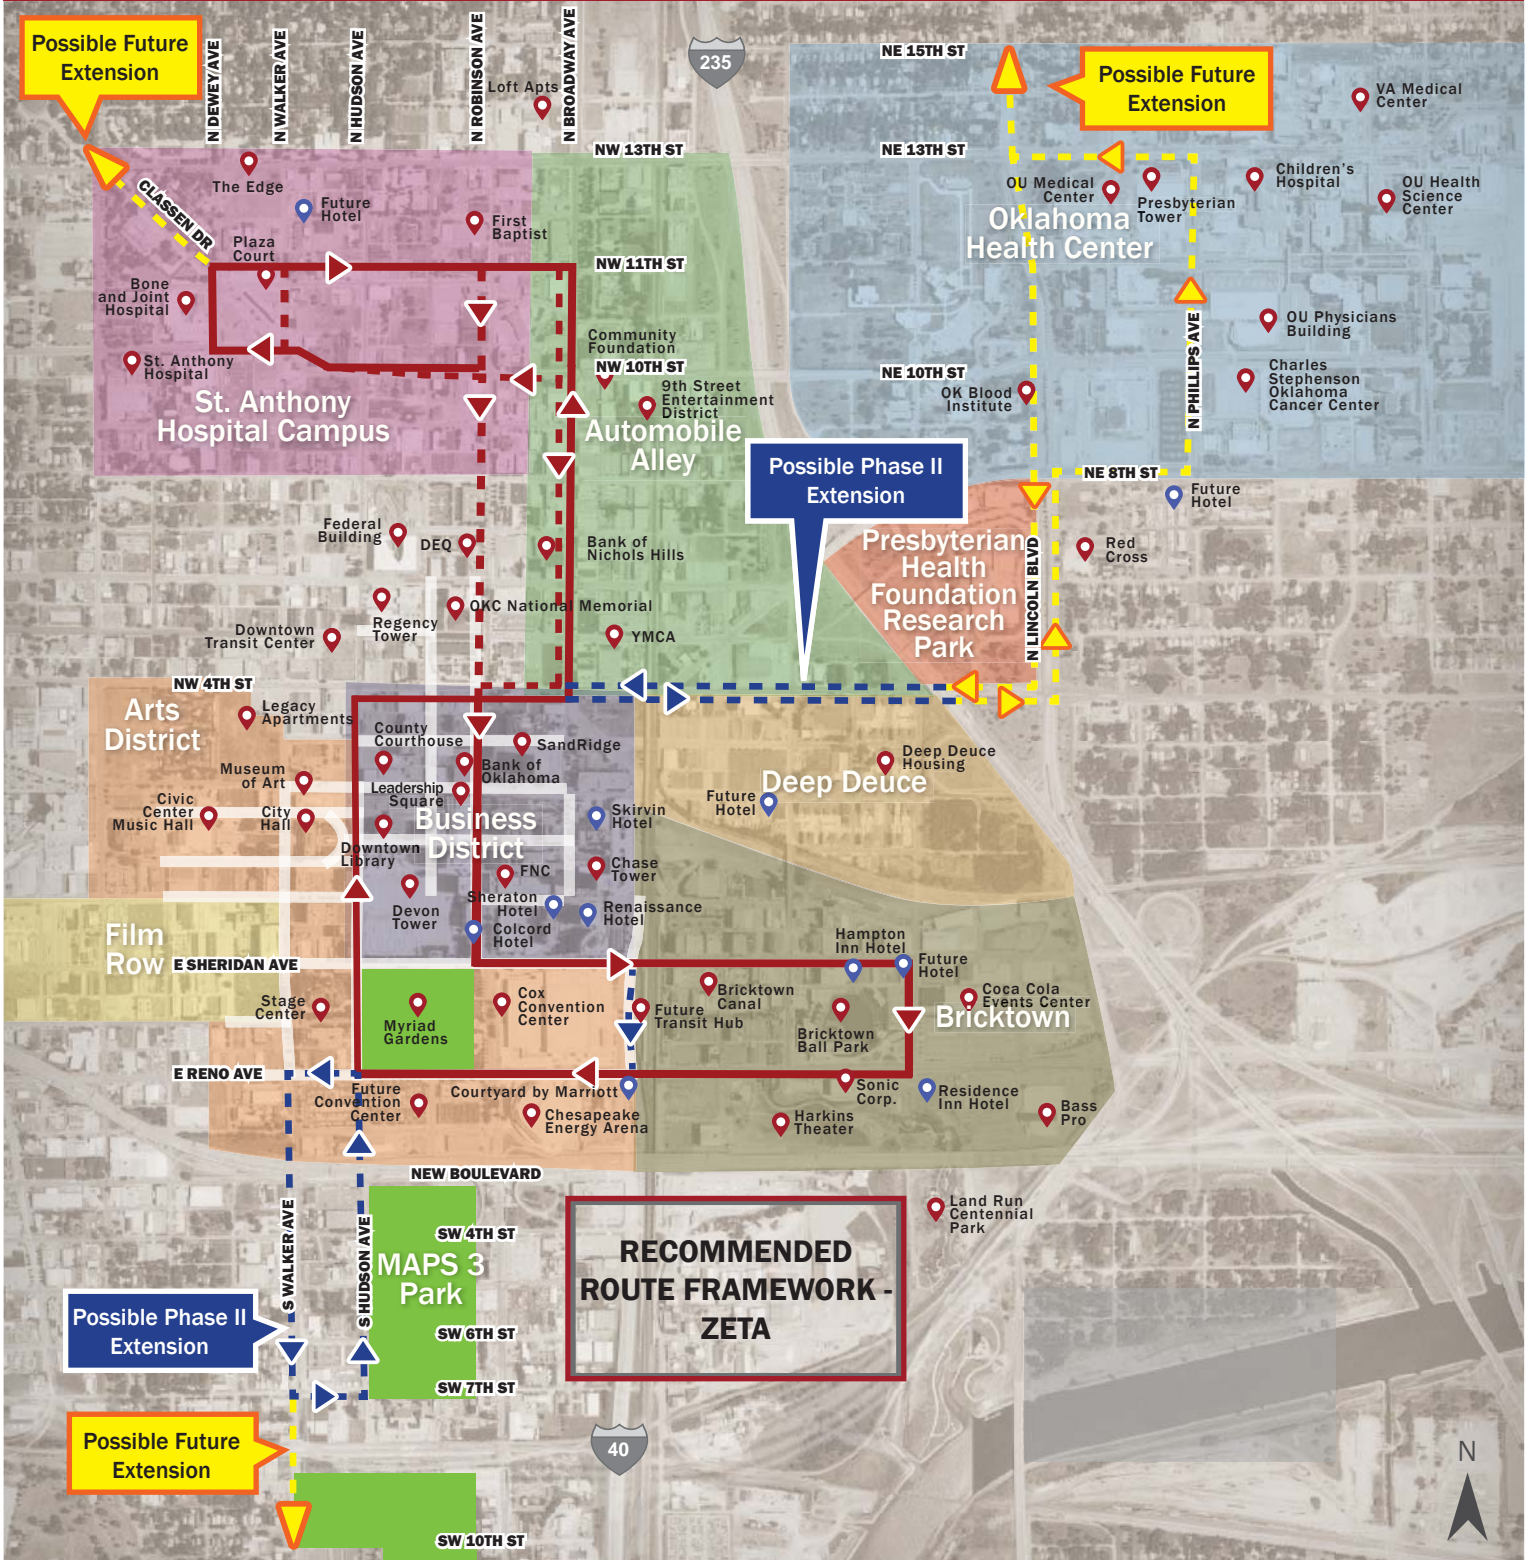 Possible Future
Extension
N DEWEY AVE
N WALKER AVE
N HUDSON AVE
N ROBINSON AVE
N BROADWAY AVE
235
NE 15TH ST
Possible Future
Extension
VA Medical
Center
Loft Apts
NW 13TH ST
NE 13TH ST
The Edge
CLASSEN DR
Future
Hotel
First
Baptist
Plaza
Court
OU Medical
Center
Presbyterian
Tower
Children's
Hospital
OU Health
Science
Center
Oklahoma
Health Center
NW 11TH ST
Bone
and Joint
Hospital
St. Anthony
Hospital
St. Anthony
Hospital Campus
Community
Foundation
NW 10TH ST
9th Street
Entertainment
District
Automobile
Alley
NE 10TH ST
OK Blood
Institute
N PHILLIPS AVE
OU Physicians
Building
Charles
Stephenson
Oklahoma
Cancer Center
Possible Phase II
Extension
NE 8TH ST
Future
Hotel
Federal
Building
DEQ
Bank of
Nichols Hills
Presbyterian
Health
Foundation
Research
Park
N LINCOLN BLVD
Red
Cross
Regency
Tower
OKC National Memorial
Downtown
Transit Center
YMCA
NW 4TH ST
Arts
District
Legacy
Apartments
County
Courthouse
SandRidge
Bank of
Oklahoma
Leadership
Square
Business
District
Museum
of Art
Civic
Center
Music Hall
City
Hall
Downtown
Library
Skirvin
Hotel
Deep Deuce
Housing
Deep Deuce
Future
Hotel
FNC
Chase
Tower
Devon
Tower
Sheraton
Hotel
Renaissance
Hotel
Colcord
Hotel
Film
Row
E SHERIDAN AVE
Hampton
Inn Hotel
Future
Hotel
Stage
Center
Myriad
Gardens
Cox
Convention
Center
Future
Transit Hub
Bricktown
Canal
Bricktown
Ball Park
Coca Cola
Events Center
Bricktown
E RENO AVE
Future
Convention
Center
Courtyard by Marriott
Chesapeake
Energy Arena
Sonic
Corp.
Harkins
Theater
Residence
Inn Hotel
Bass
Pro
NEW BOULEVARD
S WALKER AVE
S HUDSON AVE
SW 4TH ST
MAPS 3
Park
SW 6TH ST
SW 7TH ST
Land Run
Centennial
Park
RECOMMENDED
ROUTE FRAMEWORK -
ZETA
Possible Phase II
Extension
Possible Future
Extension
40
SW 10TH ST
N